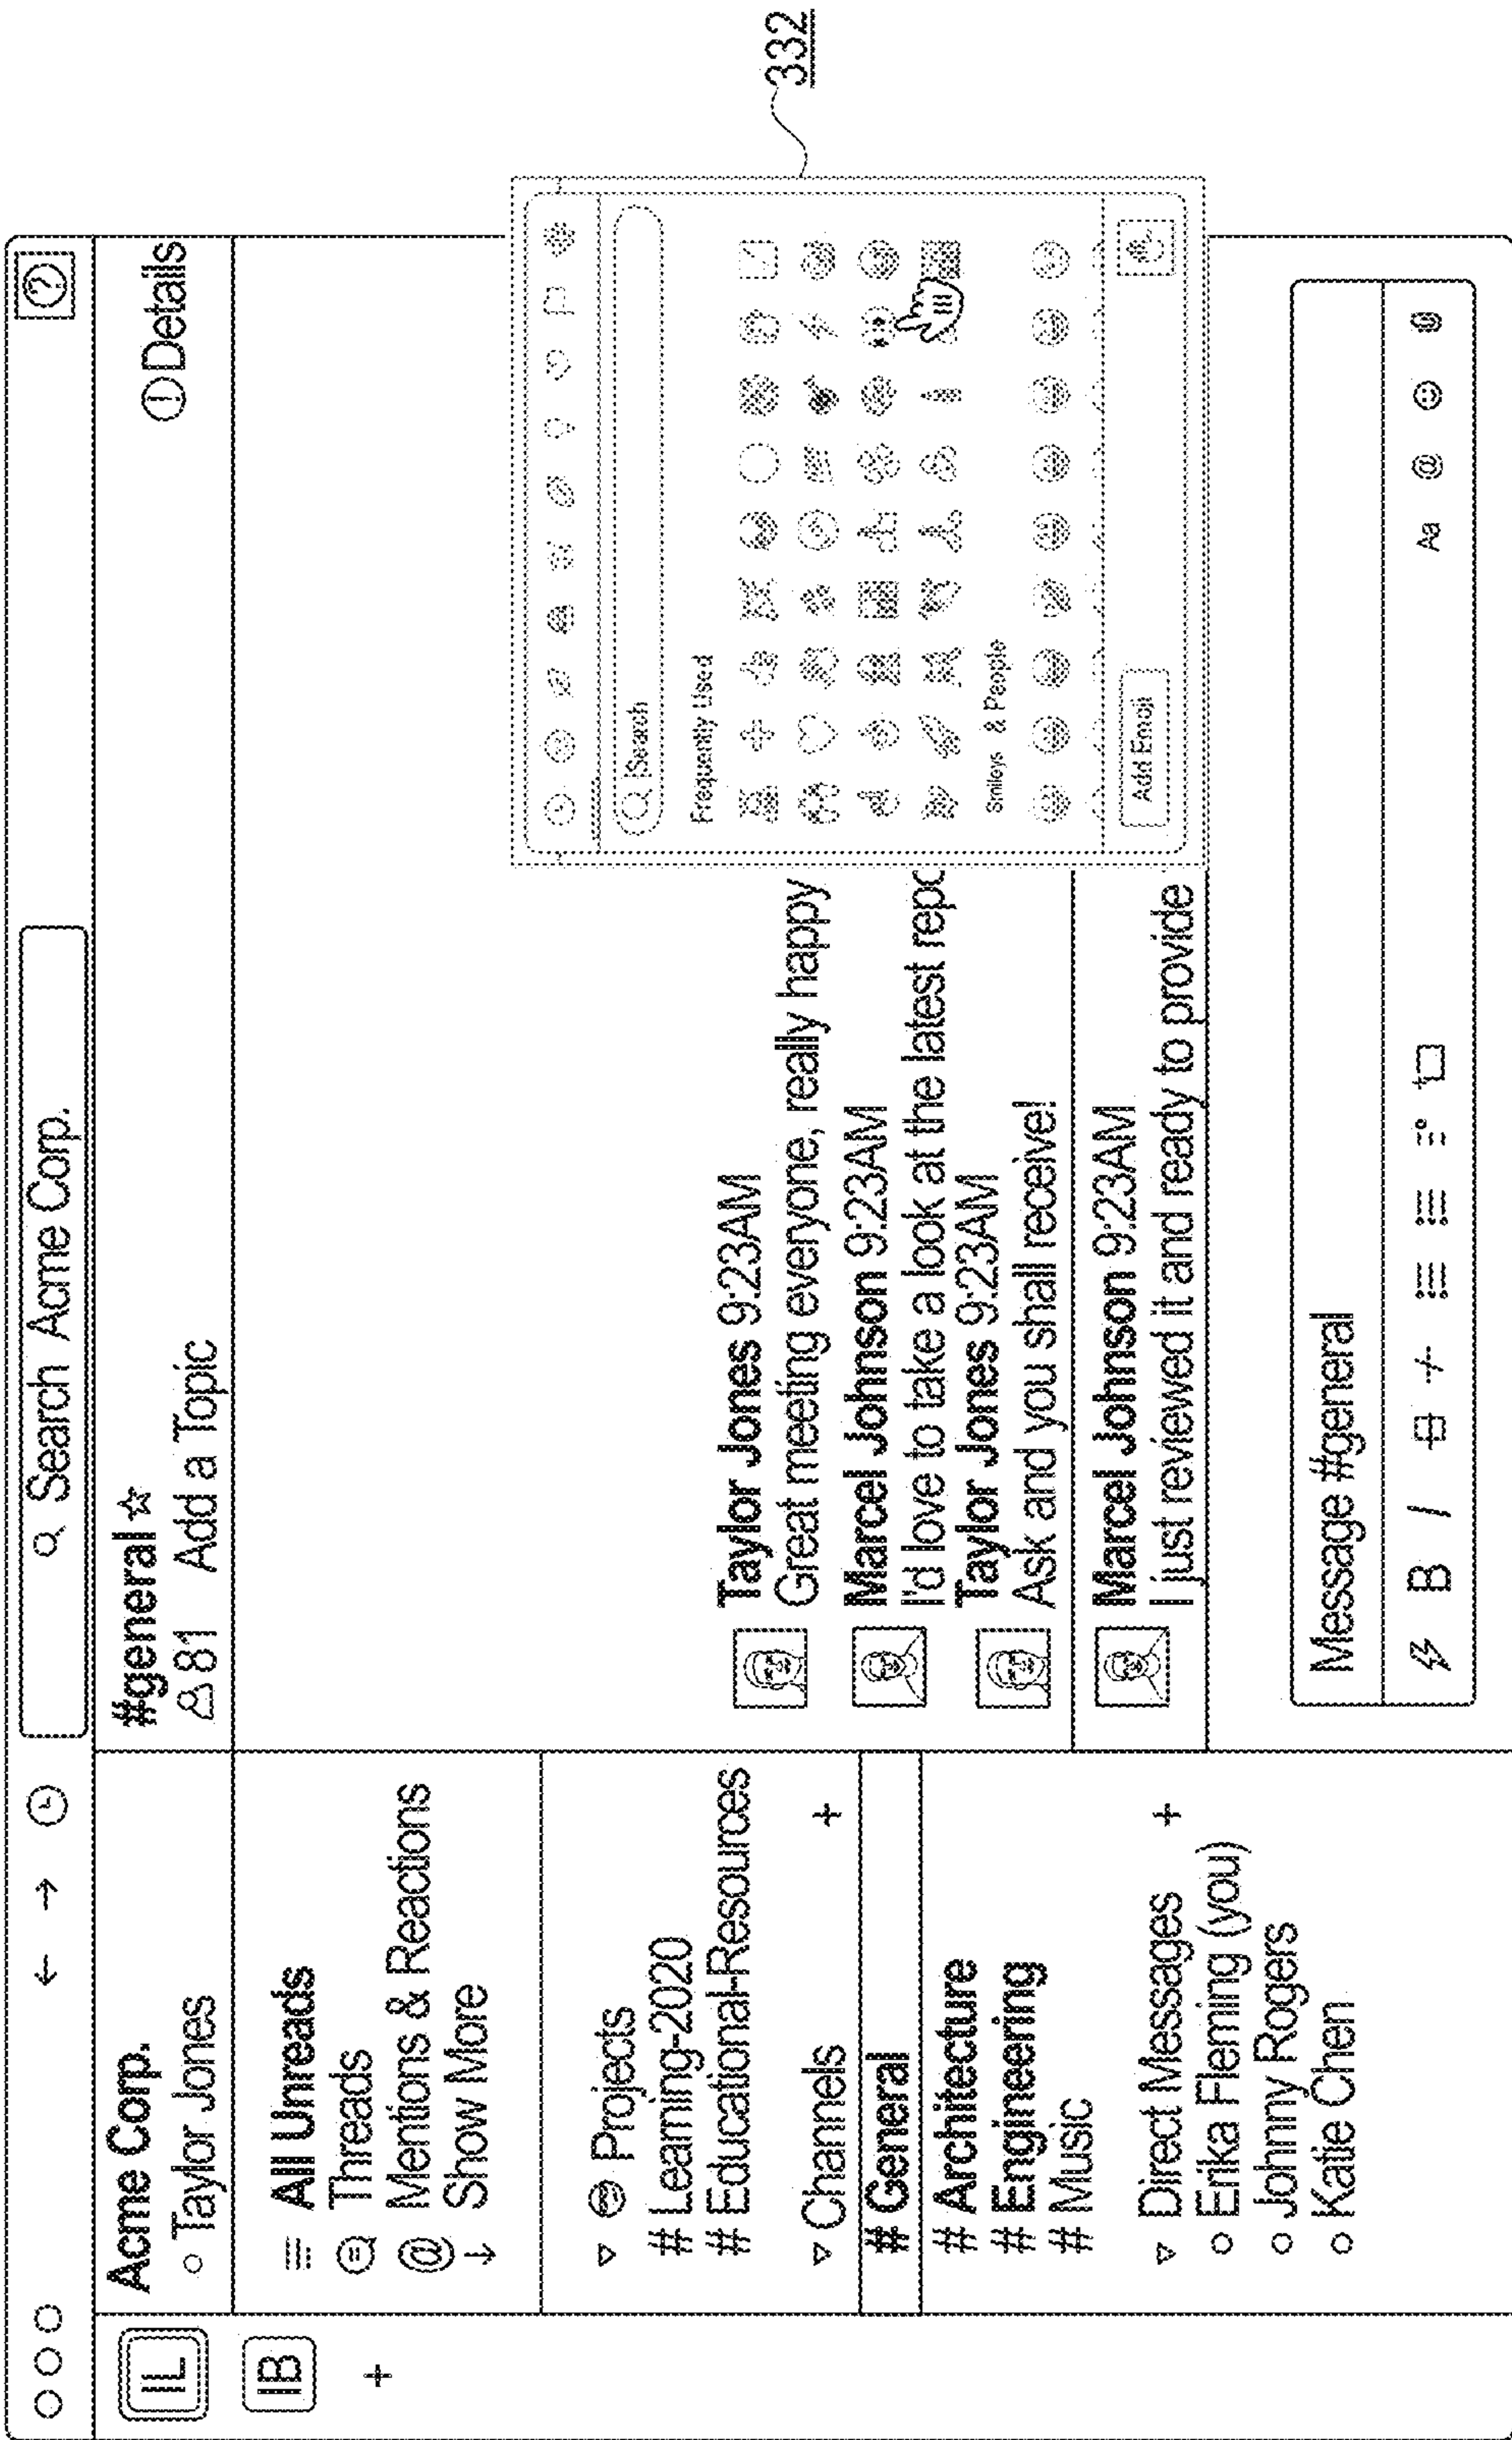 Search Acme Corp.
?
IL
IB
+
Acme Corp.
Taylor Jones
All Unreads
Threads
@ Mentions & Reactions
Show More
Projects
# Learning-2020
# Educational-Resources
Channels +
# General
# Architecture
# Engineering
# Music
Direct Messages +
Erika Fleming (you)
Johnny Rogers
Katie Chen
#general ☆
81 Add a Topic
Details
Taylor Jones 9:23AM
Great meeting everyone, really happy
Marcel Johnson 9:23AM
I'd love to take a look at the latest repo
Taylor Jones 9:23AM
Ask and you shall receive!
Marcel Johnson 9:23AM
I just reviewed it and ready to provide
Search
Frequently Used
Smileys & People
Add Emoji
332
Message #general
B I Aa @